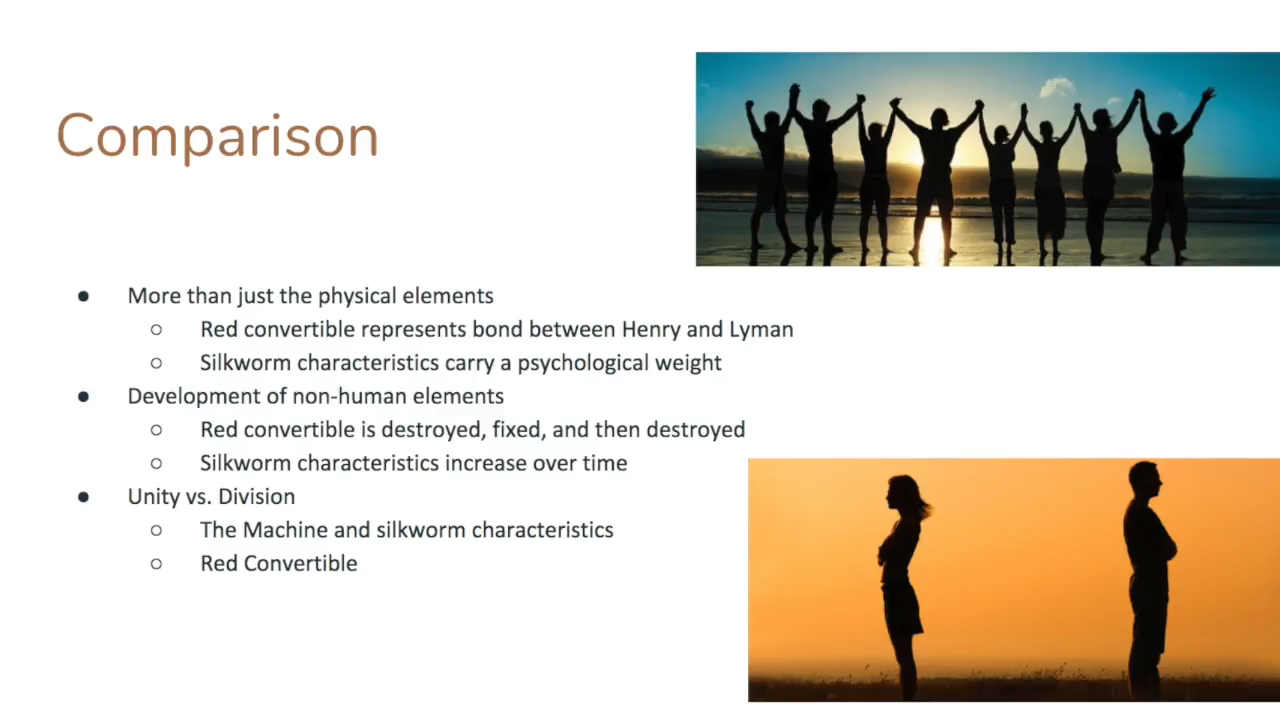 Comparison
● More than just the physical elements
○ Red convertible represents bond between Henry and Lyman
○ Silkworm characteristics carry a psychological weight
● Development of non-human elements
○ Red convertible is destroyed, fixed, and then destroyed
○ Silkworm characteristics increase over time
● Unity vs. Division
○ The Machine and silkworm characteristics
○ Red Convertible